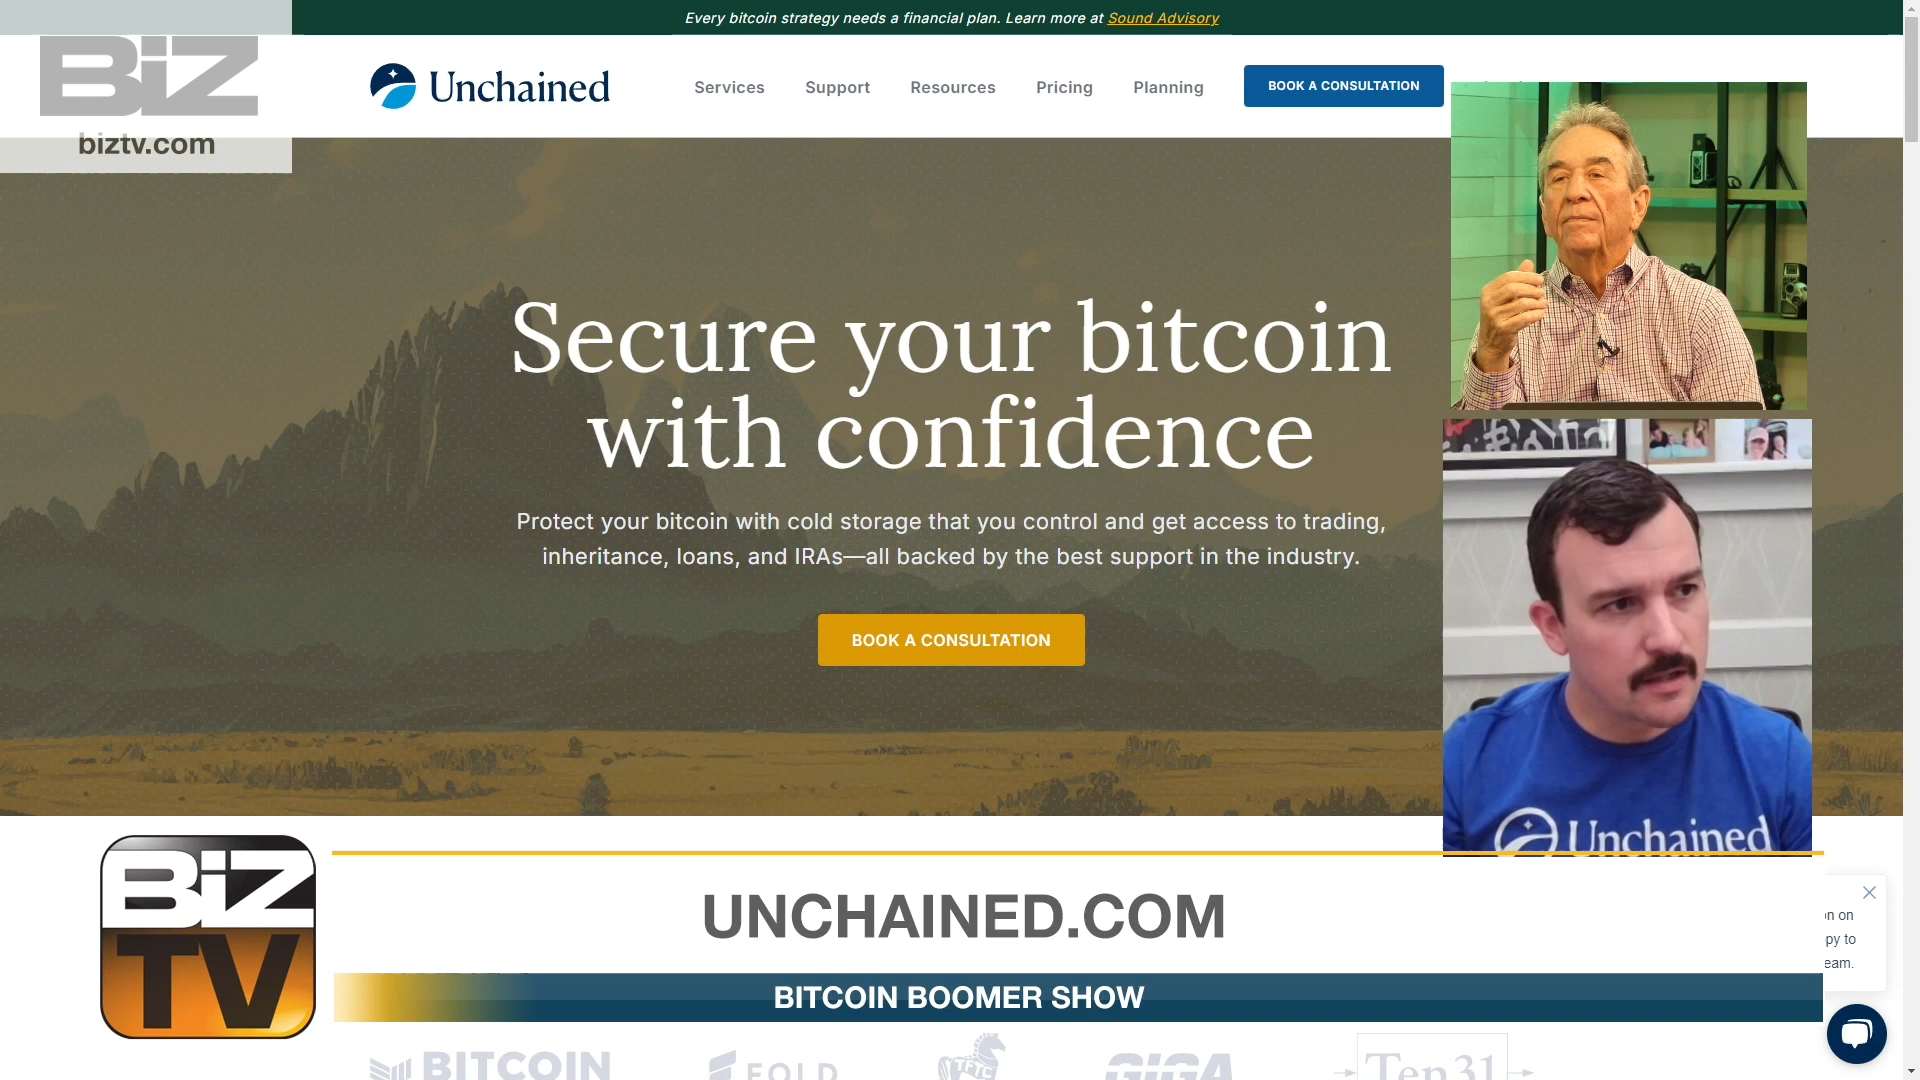 Every bitcoin strategy needs a financial plan. Learn more at Sound Advisory
BiZ
biztv.com
Unchained
Services
Support
Resources
Pricing
Planning
BOOK A CONSULTATION
Secure your bitcoin
with confidence
Protect your bitcoin with cold storage that you control and get access to trading,
inheritance, loans, and IRAs—all backed by the best support in the industry.
BOOK A CONSULTATION
Unchained
BiZ
TV
UNCHAINED.COM
on
to
BITCOIN BOOMER SHOW
BITCOIN
FOLD
TFTC
GIGA
Ten31